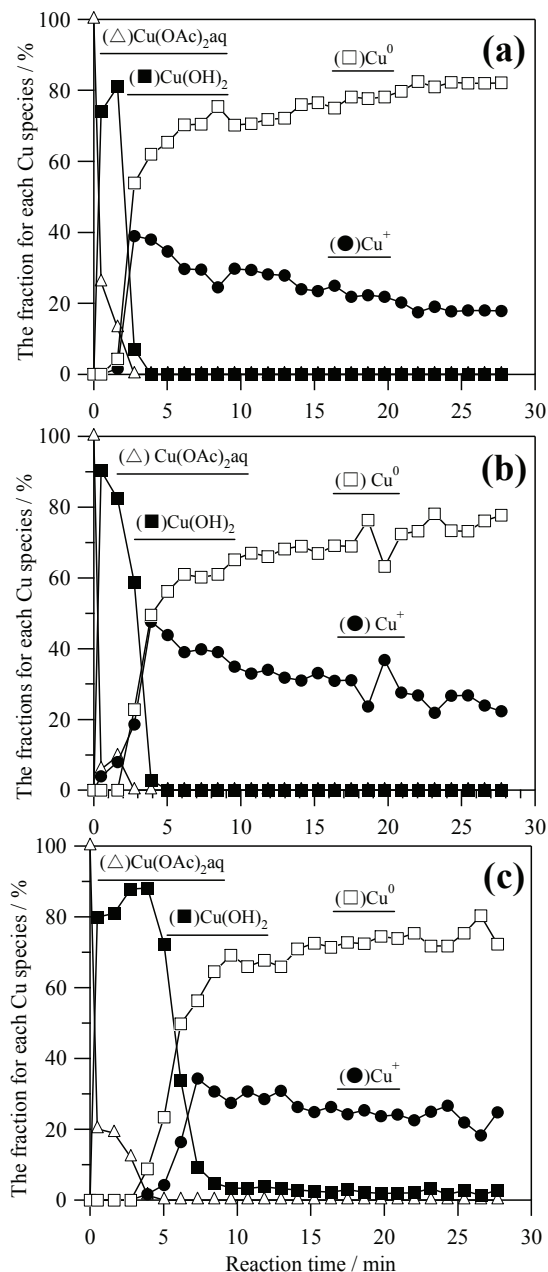 100
(△)Cu(OAc)₂aq
(■)Cu(OH)₂
(□)Cu⁰
(a)
80
60
(●)Cu⁺
40
20
0
0 5 10 15 20 25 30
The fraction for each Cu species / %
100
(△) Cu(OAc)₂aq
(■)Cu(OH)₂
(□) Cu⁰
(b)
80
60
(●) Cu⁺
40
20
0
0 5 10 15 20 25 30
The fractions for each Cu species / %
100
(△)Cu(OAc)₂aq
(■)Cu(OH)₂
(□)Cu⁰
(c)
80
60
(●)Cu⁺
40
20
0
0 5 10 15 20 25 30
The fraction for each Cu species / %
Reaction time / min